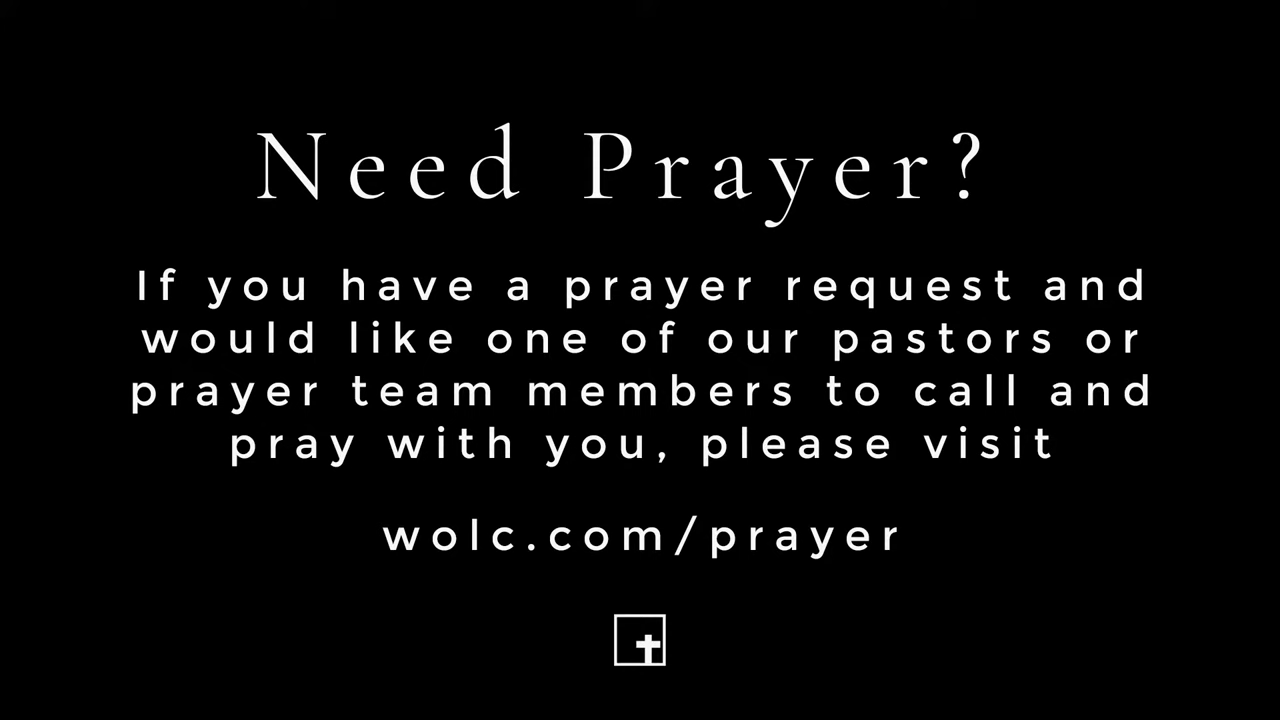 Need Prayer?
If you have a prayer request and
would like one of our pastors or
prayer team members to call and
pray with you, please visit
wolc.com/prayer